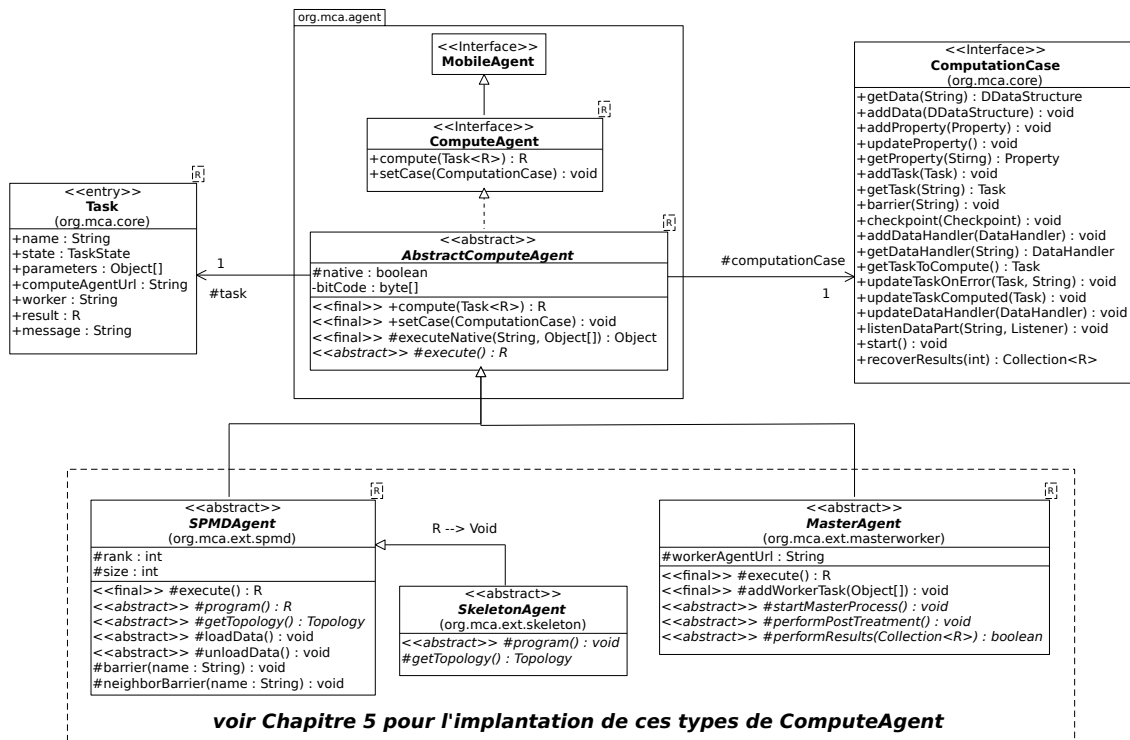 org.mca.agent
<<Interface>>
MobileAgent
R
<<Interface>>
ComputeAgent
+compute(Task<R>) : R
+setCase(ComputationCase) : void
<<Interface>>
ComputationCase
(org.mca.core)
+getData(String) : DDataStructure
+addData(DDataStructure) : void
+addProperty(Property) : void
+updateProperty() : void
+getProperty(Stirng) : Property
+addTask(Task) : void
+getTask(String) : Task
+barrier(String) : void
+checkpoint(Checkpoint) : void
+addDataHandler(DataHandler) : void
+getDataHandler(String) : DataHandler
+getTaskToCompute() : Task
+updateTaskOnError(Task, String) : void
+updateTaskComputed(Task) : void
+updateDataHandler(DataHandler) : void
+listenDataPart(String, Listener) : void
+start() : void
+recoverResults(int) : Collection<R>
R
<<entry>>
Task
(org.mca.core)
+name : String
+state : TaskState
+parameters : Object[]
+computeAgentUrl : String
+worker : String
+result : R
+message : String
1
#task
R
<<abstract>>
AbstractComputeAgent
#native : boolean
-bitCode : byte[]
<<final>> +compute(Task<R>) : R
<<final>> +setCase(ComputationCase) : void
<<final>> #executeNative(String, Object[]) : Object
<<abstract>> #execute() : R
#computationCase
1
R
<<abstract>>
SPMDAgent
(org.mca.ext.spmd)
#rank : int
#size : int
<<final>> #execute() : R
<<abstract>> #program() : R
<<abstract>> #getTopology() : Topology
<<abstract>> #loadData() : void
<<abstract>> #unloadData() : void
#barrier(name : String) : void
#neighborBarrier(name : String) : void
R --> Void
<<abstract>>
SkeletonAgent
(org.mca.ext.skeleton)
<<abstract>> #program() : void
#getTopology() : Topology
R
<<abstract>>
MasterAgent
(org.mca.ext.masterworker)
#workerAgentUrl : String
<<final>> #execute() : R
<<final>> #addWorkerTask(Object[]) : void
<<abstract>> #startMasterProcess() : void
<<abstract>> #performPostTreatment() : void
<<abstract>> #performResults(Collection<R>) : boolean
voir Chapitre 5 pour l'implantation de ces types de ComputeAgent